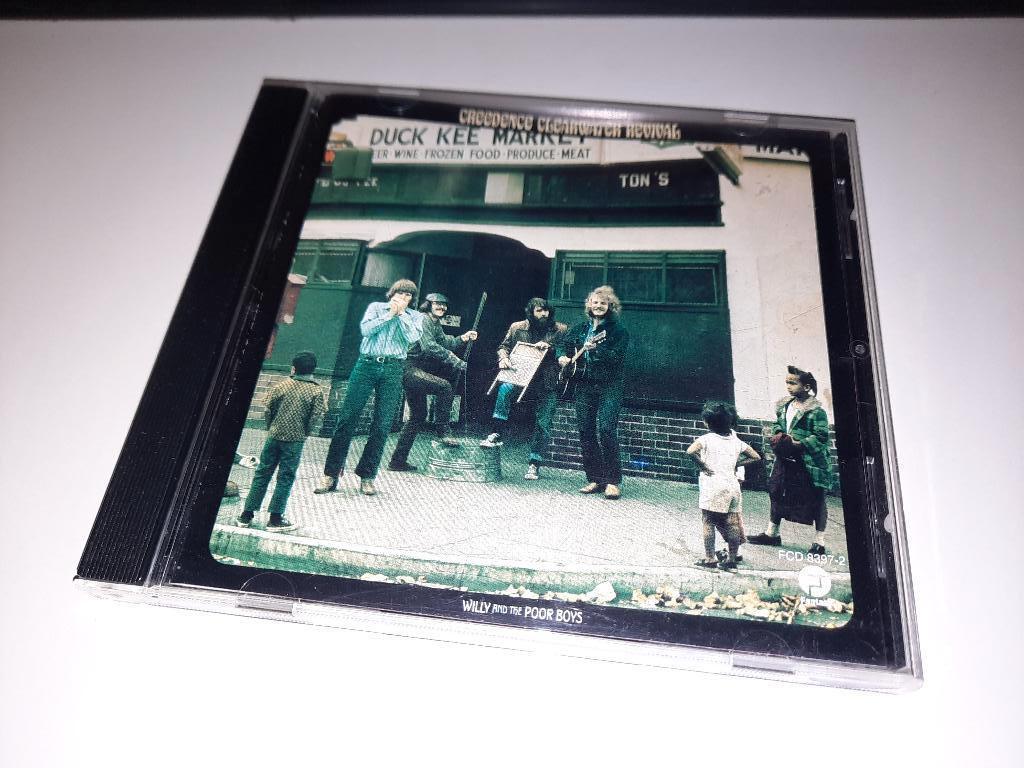 CREEDENCE CLEARWATER REVIVAL
DUCK KEE MARKET
WINE · FROZEN FOOD · PRODUCE · MEAT
TON'S
FCD 8397-2
Fantasy
WILLY AND THE POOR BOYS